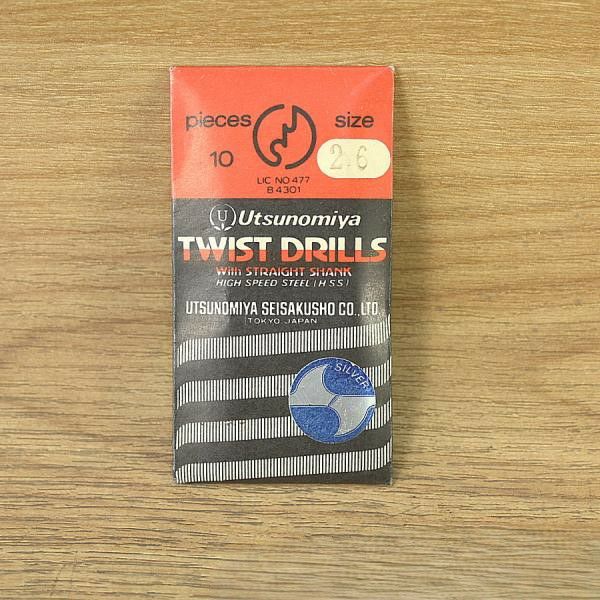 pieces size
10 2.6
LIC NO 477
B 4301
U Utsunomiya
TWIST DRILLS
With STRAIGHT SHANK
HIGH SPEED STEEL (HSS)
UTSUNOMIYA SEISAKUSHO CO., LTD.
TOKYO JAPAN
SILVER